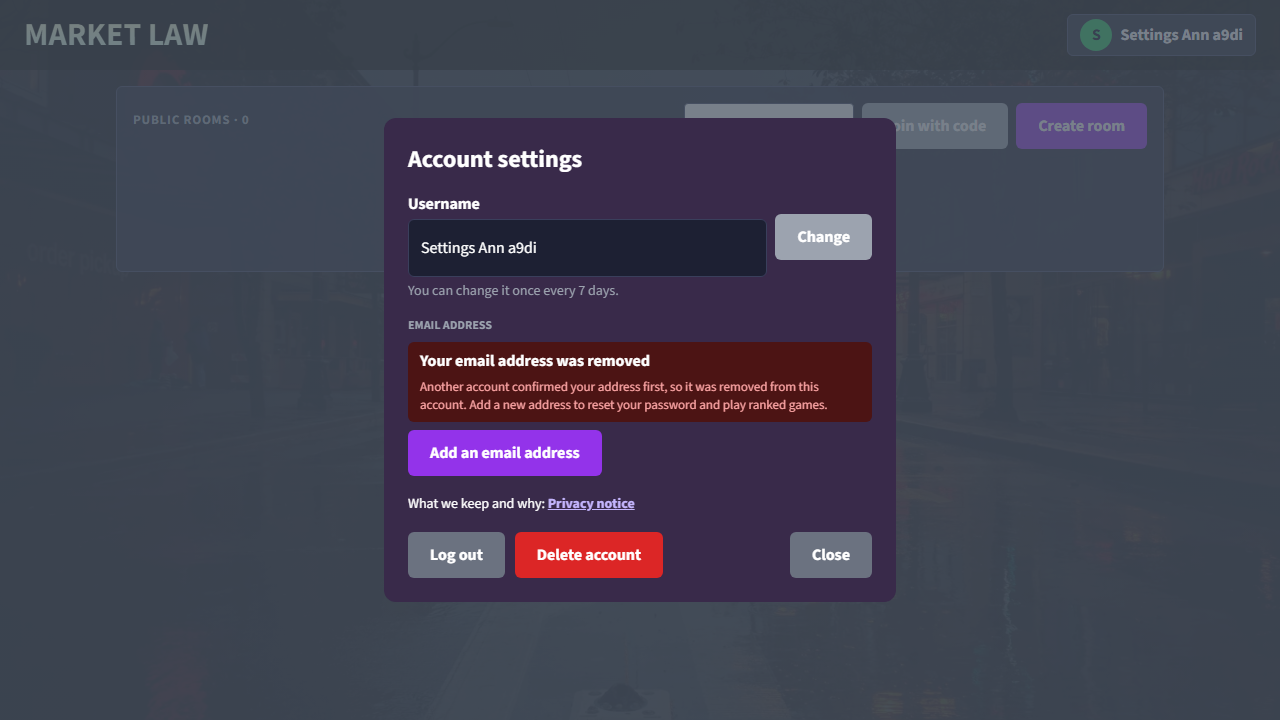 MARKET LAW
S Settings Ann a9di
PUBLIC ROOMS · 0
oin with code
Create room
Account settings
Username
Settings Ann a9di
Change
You can change it once every 7 days.
EMAIL ADDRESS
Your email address was removed
Another account confirmed your address first, so it was removed from this
account. Add a new address to reset your password and play ranked games.
Add an email address
What we keep and why: Privacy notice
Log out
Delete account
Close